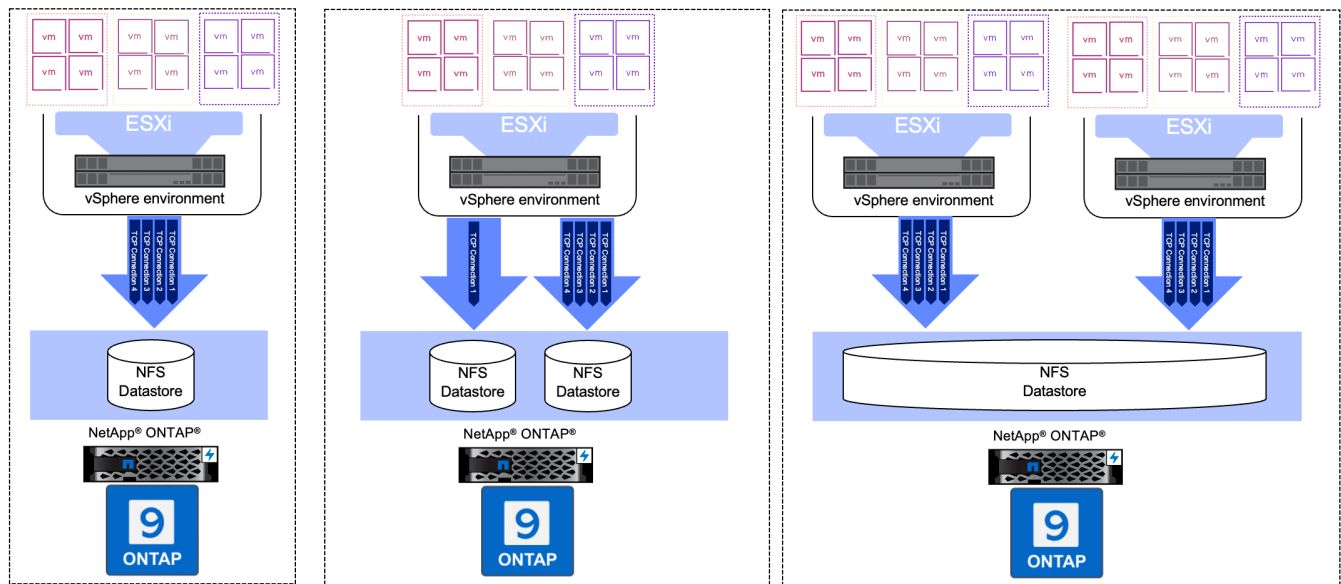 vm vm vm vm vm vm
vm vm vm vm vm vm
ESXi
vSphere environment
TCP Connection 4
TCP Connection 3
TCP Connection 2
TCP Connection 1
NFS
Datastore
NetApp® ONTAP®
9
ONTAP
vm vm vm vm vm vm
vm vm vm vm vm vm
ESXi
vSphere environment
TCP Connection 1
TCP Connection 4
TCP Connection 3
TCP Connection 2
TCP Connection 1
NFS
Datastore
NFS
Datastore
NetApp® ONTAP®
9
ONTAP
vm vm vm vm vm vm
vm vm vm vm vm vm
ESXi
vSphere environment
TCP Connection 4
TCP Connection 3
TCP Connection 2
TCP Connection 1
vm vm vm vm vm vm
vm vm vm vm vm vm
ESXi
vSphere environment
TCP Connection 4
TCP Connection 3
TCP Connection 2
TCP Connection 1
NFS
Datastore
NetApp® ONTAP®
9
ONTAP